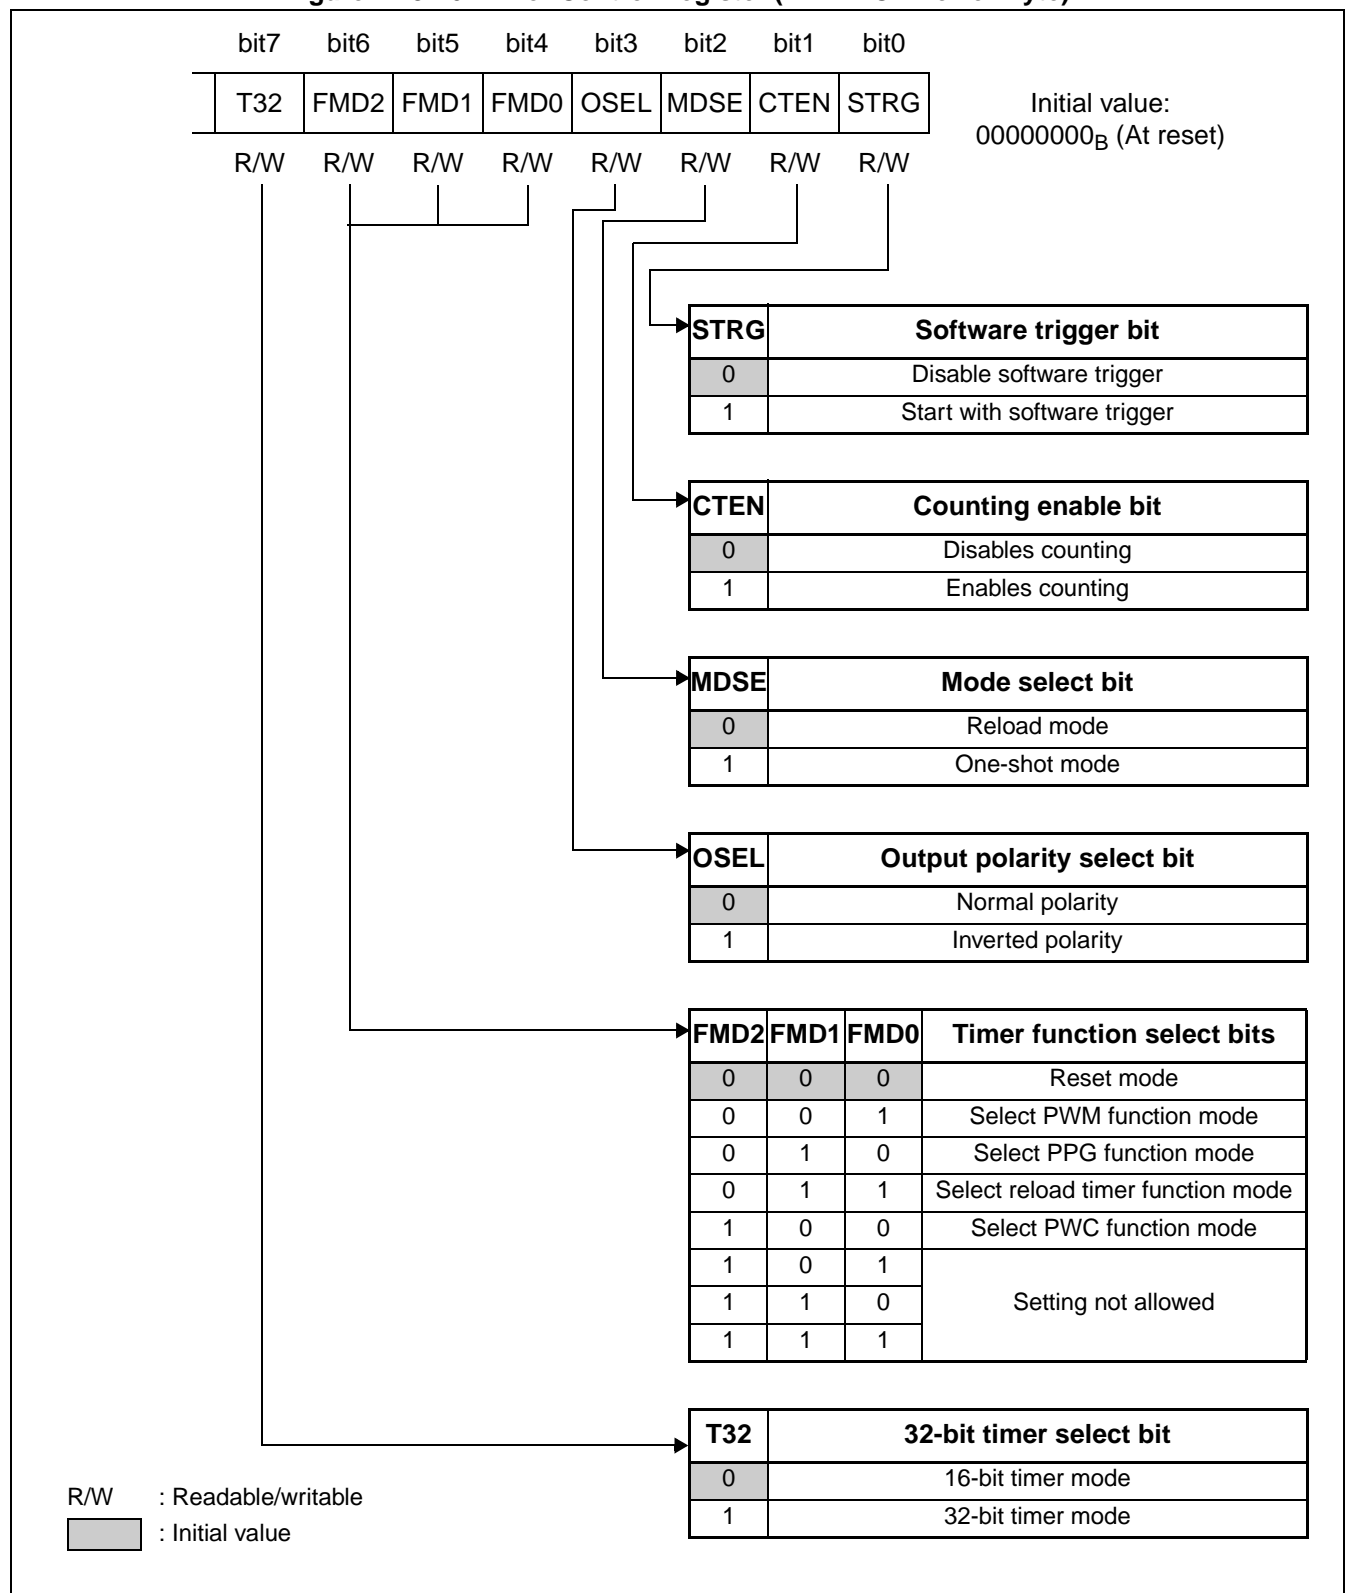 bit7 bit6 bit5 bit4 bit3 bit2 bit1 bit0
T32 FMD2 FMD1 FMD0 OSEL MDSE CTEN STRG
Initial value:
00000000B (At reset)
R/W R/W R/W R/W R/W R/W R/W R/W
STRG Software trigger bit
0 Disable software trigger
1 Start with software trigger
CTEN Counting enable bit
0 Disables counting
1 Enables counting
MDSE Mode select bit
0 Reload mode
1 One-shot mode
OSEL Output polarity select bit
0 Normal polarity
1 Inverted polarity
FMD2 FMD1 FMD0 Timer function select bits
0 0 0 Reset mode
0 0 1 Select PWM function mode
0 1 0 Select PPG function mode
0 1 1 Select reload timer function mode
1 0 0 Select PWC function mode
1 0 1
1 1 0 Setting not allowed
1 1 1
T32 32-bit timer select bit
0 16-bit timer mode
1 32-bit timer mode
R/W : Readable/writable
: Initial value